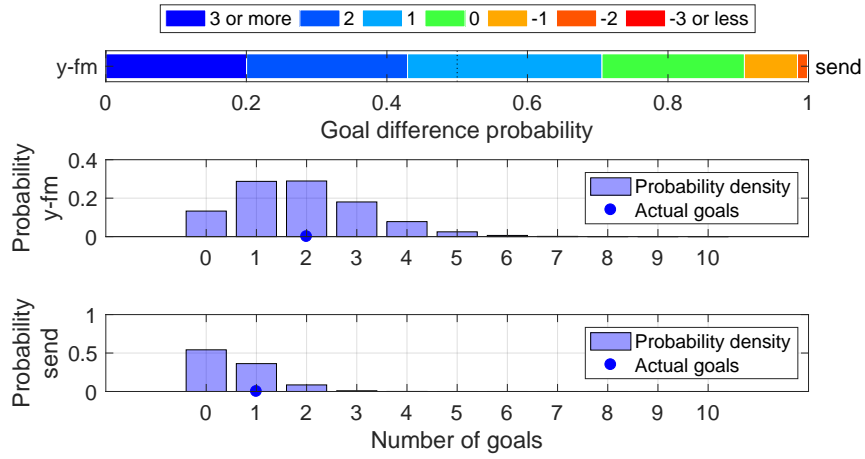 3 or more 2 1 0 -1 -2 -3 or less
y-fm send
0 0.2 0.4 0.6 0.8 1
Goal difference probability
Probability
y-fm
0.4
0.2
0
Probability density
Actual goals
0 1 2 3 4 5 6 7 8 9 10
Probability
send
1
0.5
0
Probability density
Actual goals
0 1 2 3 4 5 6 7 8 9 10
Number of goals